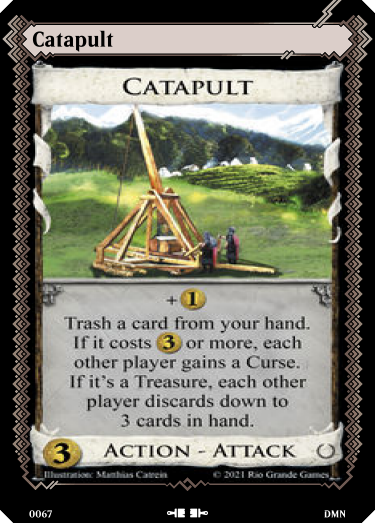 Catapult
CATAPULT
+1
Trash a card from your hand.
If it costs 3 or more, each
other player gains a Curse.
If it's a Treasure, each other
player discards down to
3 cards in hand.
3 ACTION - ATTACK
Illustration: Matthias Catrein © 2021 Rio Grande Games
0067 DMN